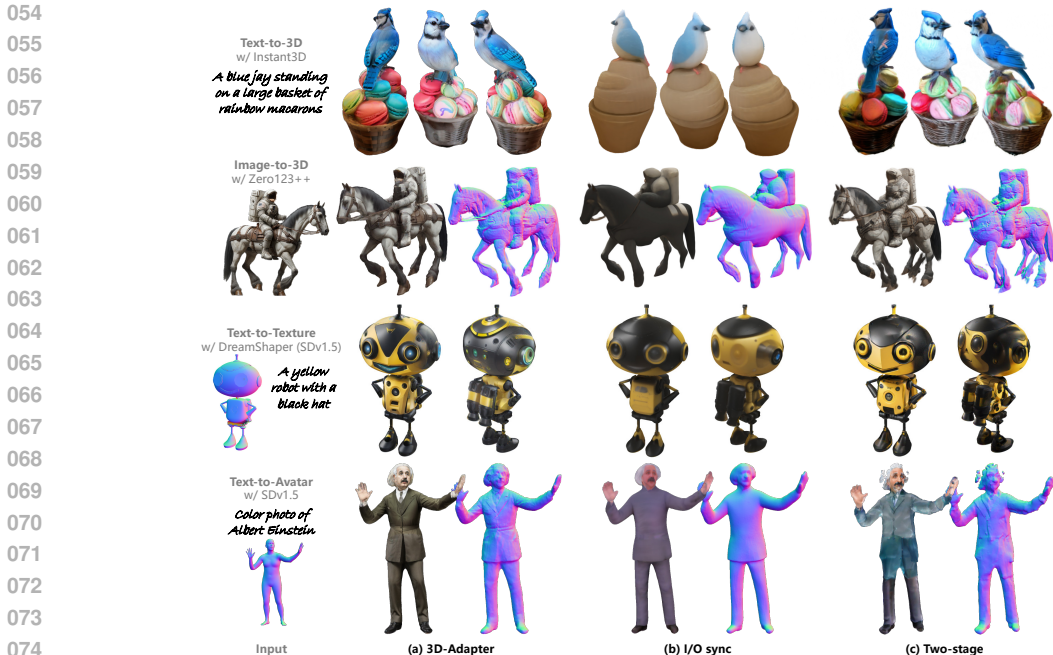 054
055
056
057
058
059
060
061
062
063
064
065
066
067
068
069
070
071
072
073
074
Text-to-3D
w/ Instant3D
A blue jay standing
on a large basket of
rainbow macarons
Image-to-3D
w/ Zero123++
Text-to-Texture
w/ DreamShaper (SDv1.5)
A yellow
robot with a
black hat
Text-to-Avatar
w/ SDv1.5
Color photo of
Albert Einstein
Input
(a) 3D-Adapter
(b) I/O sync
(c) Two-stage